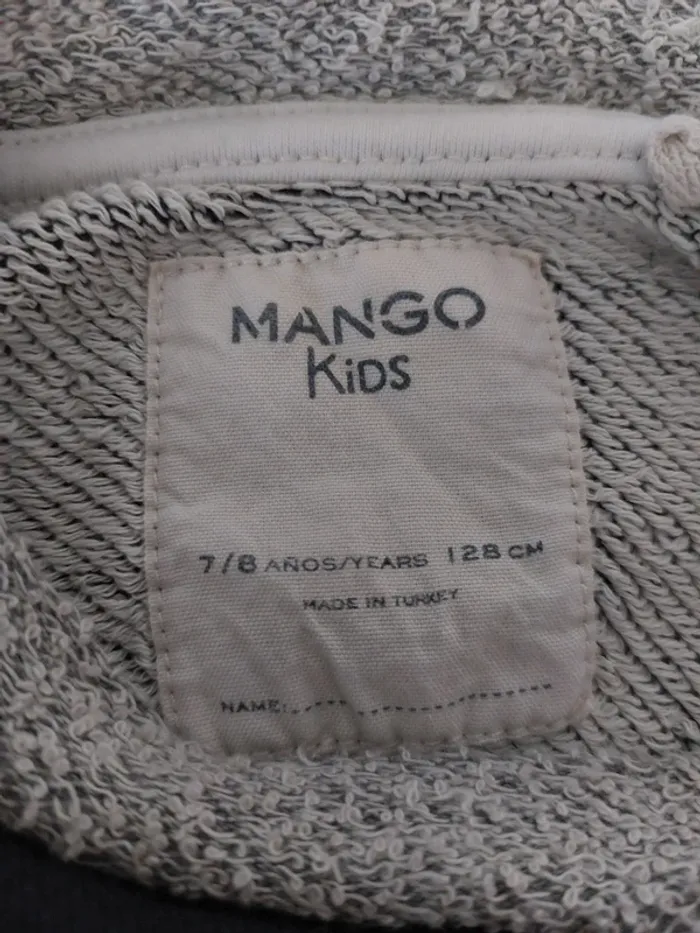 MANGO
KiDS
7/8 AÑOS/YEARS 128 CM
MADE IN TURKEY
NAME: